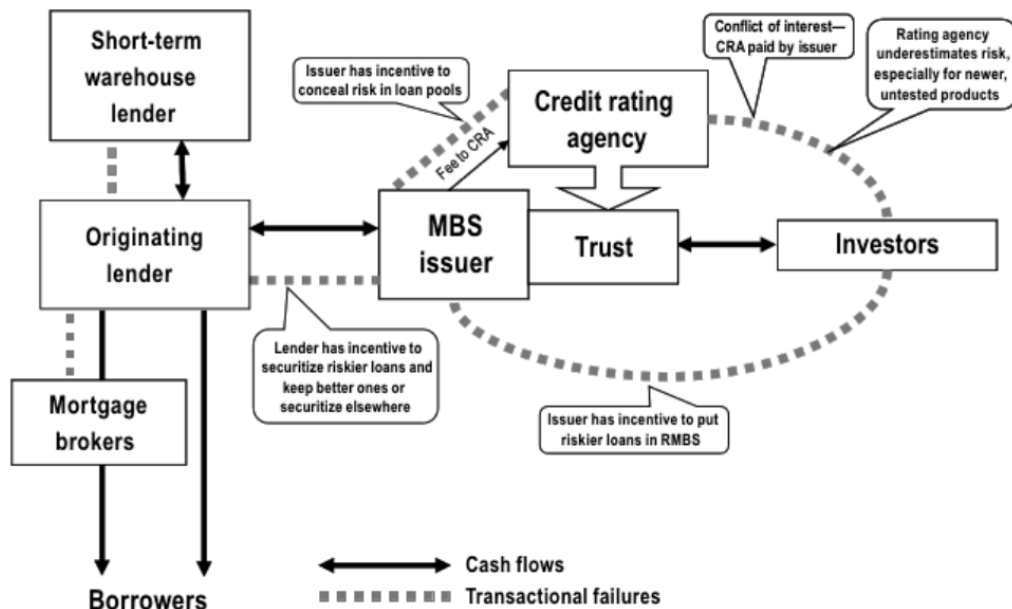 Short-term
warehouse
lender
Issuer has incentive to
conceal risk in loan pools
Conflict of interest—
CRA paid by issuer
Rating agency
underestimates risk,
especially for newer,
untested products
Credit rating
agency
Fee to CRA
Originating
lender
MBS
issuer
Trust
Investors
Lender has incentive to
securitize riskier loans and
keep better ones or
securitize elsewhere
Mortgage
brokers
Issuer has incentive to put
riskier loans in RMBS
Borrowers
Cash flows
Transactional failures